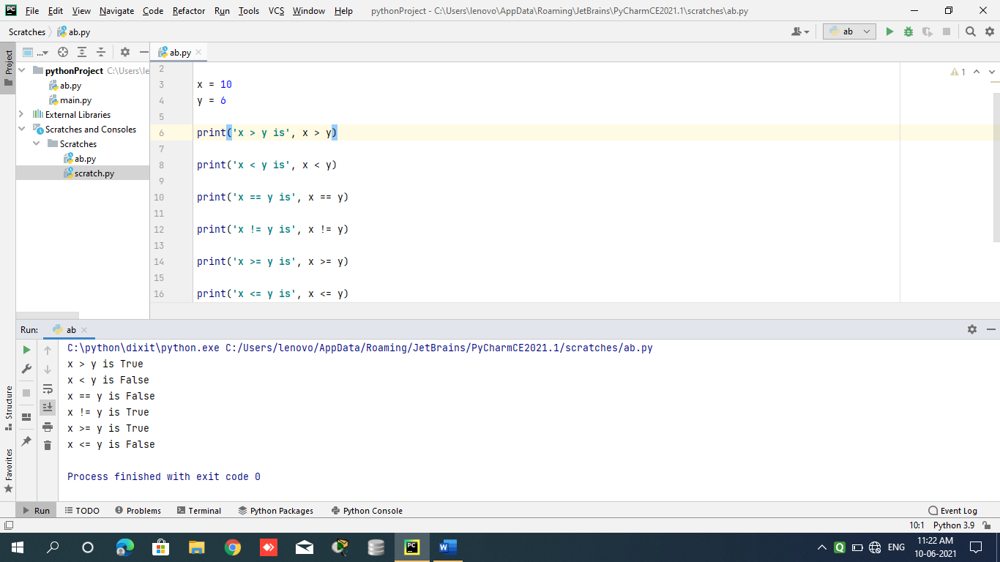 File Edit View Navigate Code Refactor Run Tools VCS Window Help pythonProject - C:\Users\lenovo\AppData\Roaming\JetBrains\PyCharmCE2021.1\scratches\ab.py
Scratches ab.py
ab
Project
...
pythonProject C:\Users\le
ab.py
main.py
External Libraries
Scratches and Consoles
Scratches
ab.py
scratch.py
ab.py
1
2
3 x = 10
4 y = 6
5
6 print('x > y is', x > y)
7
8 print('x < y is', x < y)
9
10 print('x == y is', x == y)
11
12 print('x != y is', x != y)
13
14 print('x >= y is', x >= y)
15
16 print('x <= y is', x <= y)
Run: ab
C:\python\dixit\python.exe C:/Users/lenovo/AppData/Roaming/JetBrains/PyCharmCE2021.1/scratches/ab.py
x > y is True
x < y is False
x == y is False
x != y is True
x >= y is True
x <= y is False
Process finished with exit code 0
Structure
Favorites
Run TODO Problems Terminal Python Packages Python Console Event Log
10:1 Python 3.9
ENG 11:22 AM
10-06-2021